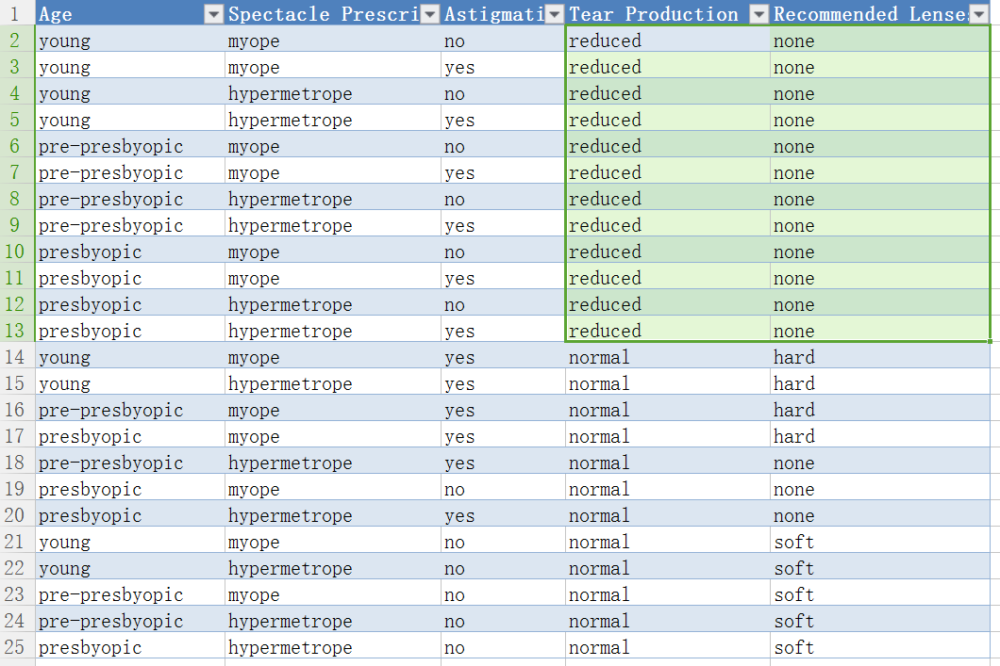 1 Age Spectacle Prescri Astigmati Tear Production Recommended Lenses
2 young myope no reduced none
3 young myope yes reduced none
4 young hypermetrope no reduced none
5 young hypermetrope yes reduced none
6 pre-presbyopic myope no reduced none
7 pre-presbyopic myope yes reduced none
8 pre-presbyopic hypermetrope no reduced none
9 pre-presbyopic hypermetrope yes reduced none
10 presbyopic myope no reduced none
11 presbyopic myope yes reduced none
12 presbyopic hypermetrope no reduced none
13 presbyopic hypermetrope yes reduced none
14 young myope yes normal hard
15 young hypermetrope yes normal hard
16 pre-presbyopic myope yes normal hard
17 presbyopic myope yes normal hard
18 pre-presbyopic hypermetrope yes normal none
19 presbyopic myope no normal none
20 presbyopic hypermetrope yes normal none
21 young myope no normal soft
22 young hypermetrope no normal soft
23 pre-presbyopic myope no normal soft
24 pre-presbyopic hypermetrope no normal soft
25 presbyopic hypermetrope no normal soft